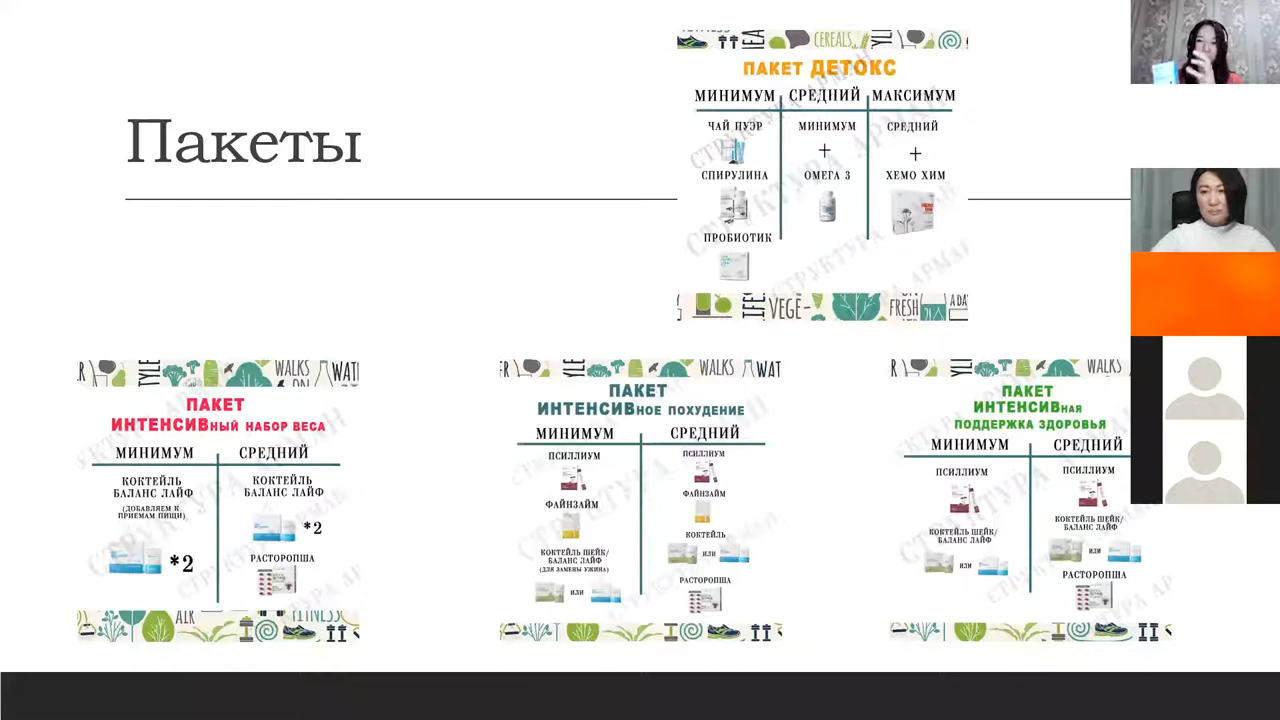 Пакеты
CEREALS
ПАКЕТ ДЕТОКС
МИНИМУМ СРЕДНИЙ МАКСИМУМ
ЧАЙ ПУЭР
СПИРУЛИНА
ПРОБИОТИК
МИНИМУМ
+
ОМЕГА 3
СРЕДНИЙ
+
ХЕМО ХИМ
СТРУКТУРА АРМАН
VEGE-
FRESH
WALKS
ПАКЕТ
ИНТЕНСИВНЫЙ НАБОР ВЕСА
МИНИМУМ СРЕДНИЙ
КОКТЕЙЛЬ
БАЛАНС ЛАЙФ
(ДОБАВЛЯЕМ К
ПРИЕМАМ ПИЩИ)
*2
КОКТЕЙЛЬ
БАЛАНС ЛАЙФ
*2
РАСТОРОПША
AIR
FITNESS
WALKS
ПАКЕТ
ИНТЕНСИВНОЕ ПОХУДЕНИЕ
МИНИМУМ СРЕДНИЙ
ПСИЛЛИУМ
ФАЙНЗАЙМ
КОКТЕЙЛЬ ШЕЙК/
БАЛАНС ЛАЙФ
(ДЛЯ ЗАМЕНЫ УЖИНА)
ИЛИ
ПСИЛЛИУМ
ФАЙНЗАЙМ
КОКТЕЙЛЬ
ИЛИ
РАСТОРОПША
WALKS
ПАКЕТ
ИНТЕНСИВНАЯ
ПОДДЕРЖКА ЗДОРОВЬЯ
МИНИМУМ СРЕДНИЙ
ПСИЛЛИУМ
КОКТЕЙЛЬ ШЕЙК/
БАЛАНС ЛАЙФ
ИЛИ
ПСИЛЛИУМ
КОКТЕЙЛЬ ШЕЙК/
БАЛАНС ЛАЙФ
ИЛИ
РАСТОРОПША